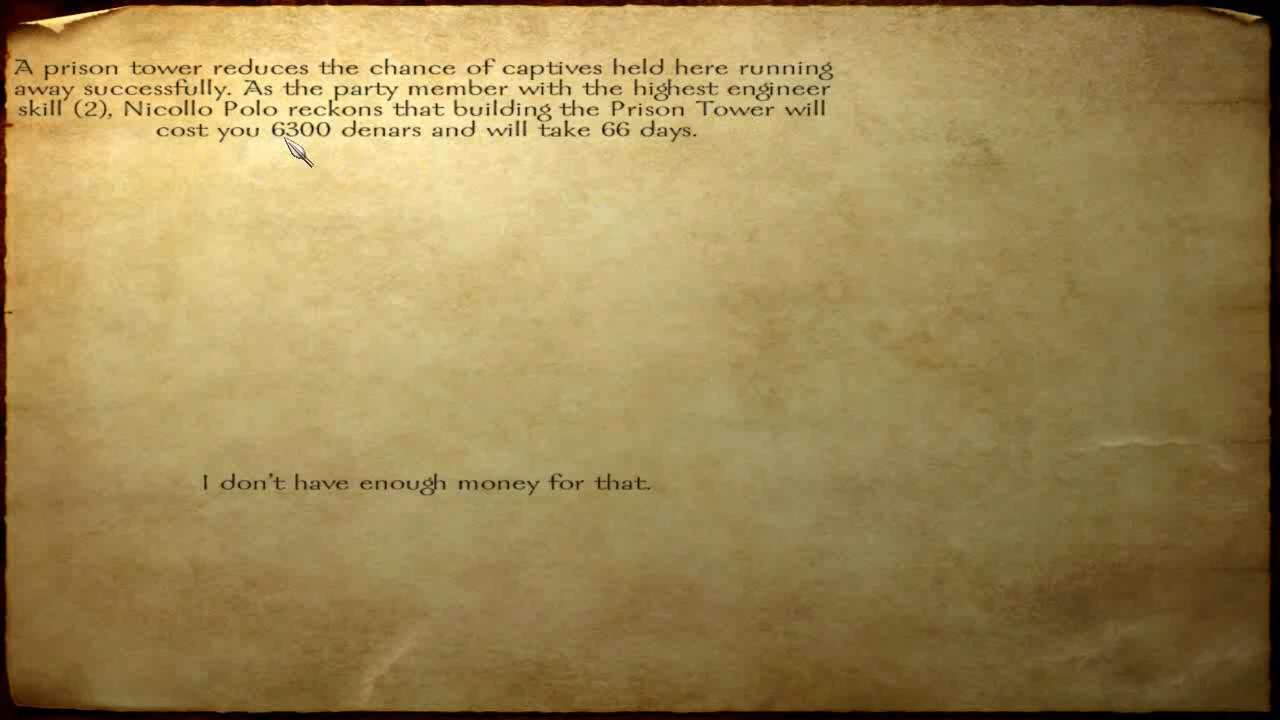 A prison tower reduces the chance of captives held here running
away successfully. As the party member with the highest engineer
skill (2), Nicollo Polo reckons that building the Prison Tower will
cost you 6300 denars and will take 66 days.
I don't have enough money for that.